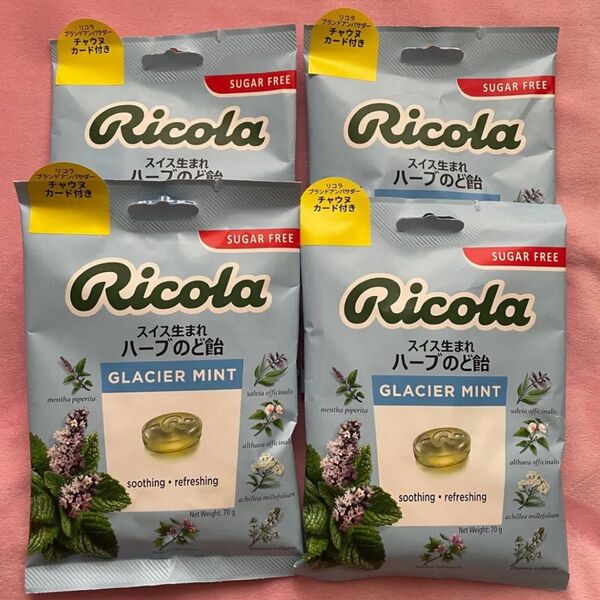 リコラ
ブランドアンバサダー
チャウヌ
カード付き
SUGAR FREE
Ricola
スイス生まれ
ハーブのど飴
リコラ
ブランドアンバサダー
チャウヌ
カード付き
SUGAR FREE
Ricola
スイス生まれ
ハーブのど飴
リコラ
ブランドアンバサダー
チャウヌ
カード付き
SUGAR FREE
Ricola
スイス生まれ
ハーブのど飴
GLACIER MINT
mentha piperita
salvia officinalis
althaea officinalis
achillea millefolium
soothing • refreshing
Net Weight: 70 g
malva sylvestris
thymus vulgaris
リコラ
ブランドアンバサダー
チャウヌ
カード付き
SUGAR FREE
Ricola
スイス生まれ
ハーブのど飴
GLACIER MINT
mentha piperita
salvia officinalis
althaea officinalis
achillea millefolium
soothing • refreshing
Net Weight: 70 g
malva sylvestris
thymus vulgaris